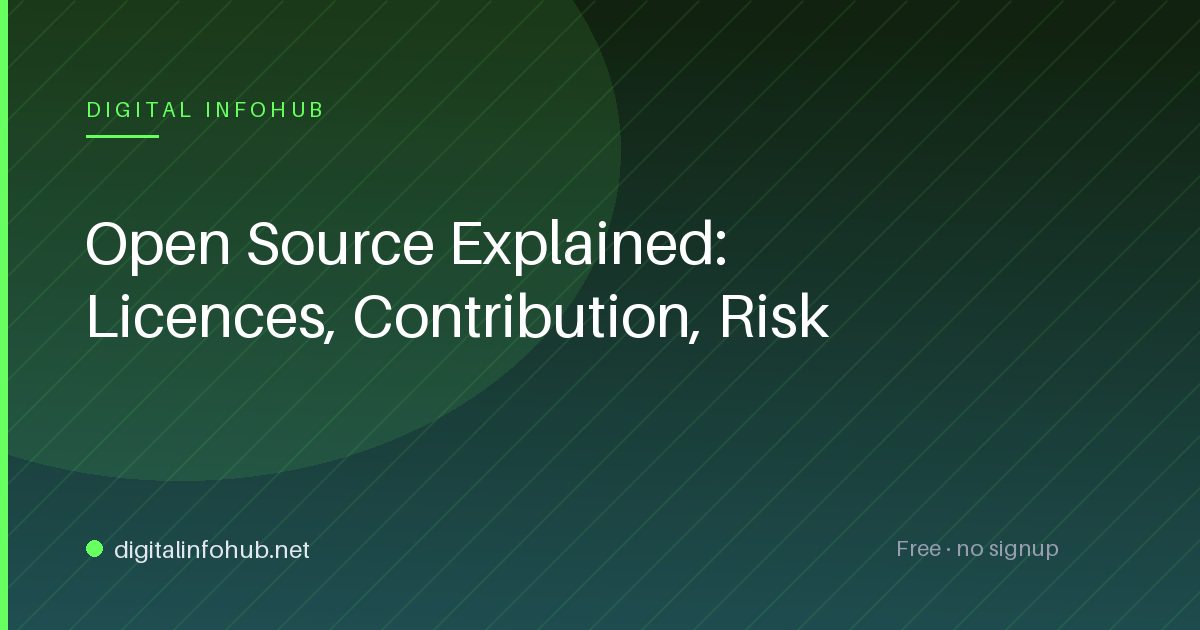 DIGITAL INFOHUB
Open Source Explained:
Licences, Contribution, Risk
digitalinfohub.net
Free · no signup